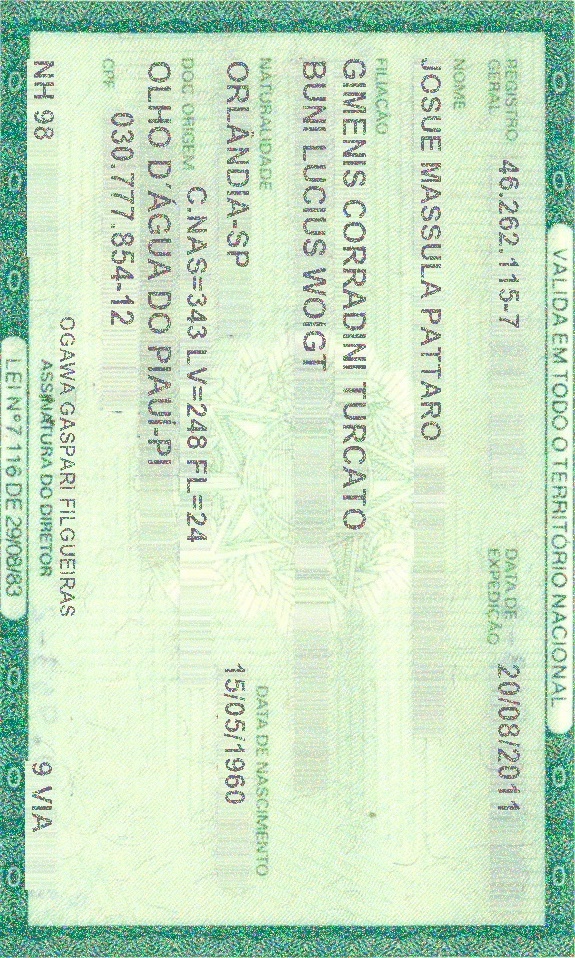 VALIDA EM TODO O TERRITÓRIO NACIONAL
REGISTRO GERAL 46.262.115-7 DATA DE EXPEDIÇÃO 20/08/2011
NOME
JOSUE MASSULA PATTARO
FILIAÇÃO
GIMENIS CORRADINI TURCATO
BUNI LUCIUS WOIGT
NATURALIDADE DATA DE NASCIMENTO
ORLÂNDIA-SP 15/05/1960
DOC ORIGEM C.NAS=343 LV=248 FL=24
OLHO D'ÁGUA DO PIAUÍ-PI
CPF 030.777.854-12
OGAWA GASPARI FILGUEIRAS
NH 98 ASSINATURA DO DIRETOR 9 VIA
LEI Nº 7.116 DE 29/08/83